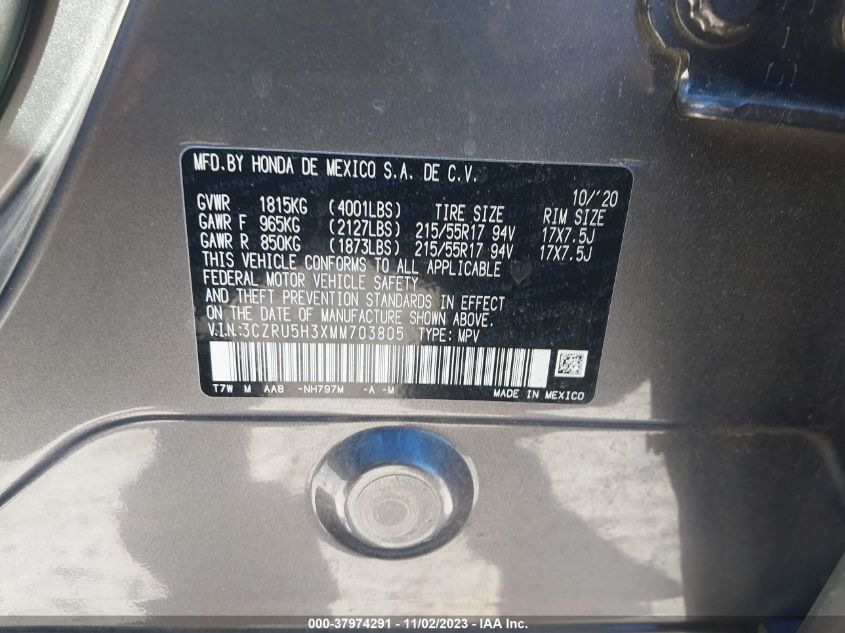 MFD.BY HONDA DE MEXICO S.A. DE C.V.
10/'20
GVWR 1815KG (4001LBS) TIRE SIZE RIM SIZE
GAWR F 965KG (2127LBS) 215/55R17 94V 17X7.5J
GAWR R 850KG (1873LBS) 215/55R17 94V 17X7.5J
THIS VEHICLE CONFORMS TO ALL APPLICABLE
FEDERAL MOTOR VEHICLE SAFETY
AND THEFT PREVENTION STANDARDS IN EFFECT
ON THE DATE OF MANUFACTURE SHOWN ABOVE.
V.I.N.:3CZRU5H3XMM703805 TYPE: MPV
T7W M AAB -NH797M -A -M
MADE IN MEXICO
000-37974291 - 11/02/2023 - IAA Inc.